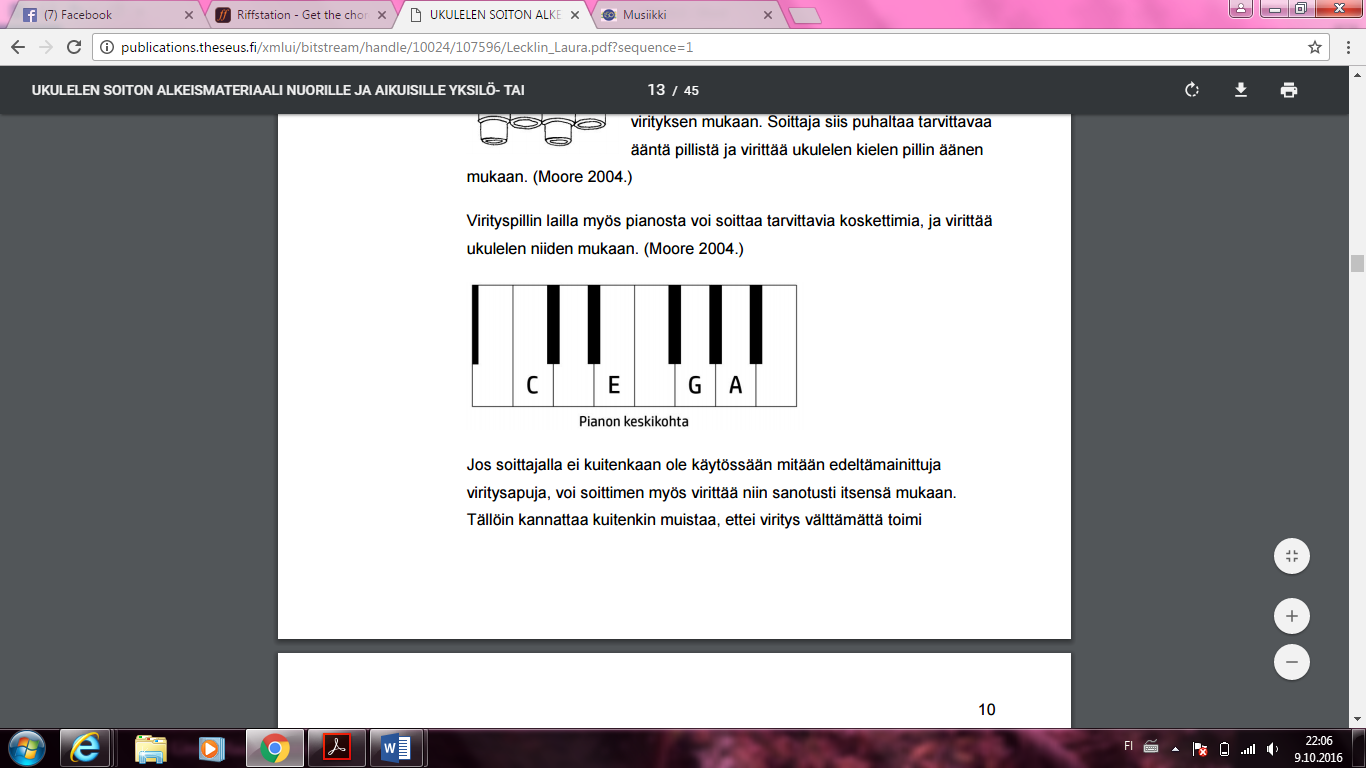 (7) Facebook
Riffstation - Get the chor
UKULELEN SOITON ALKE
Musiikki
publications.theseus.fi/xmlui/bitstream/handle/10024/107596/Lecklin_Laura.pdf?sequence=1
UKULELEN SOITON ALKEISMATERIAALI NUORILLE JA AIKUISILLE YKSILÖ- TAI
13 / 45
virityksen mukaan. Soittaja siis puhaltaa tarvittavaa
ääntä pillistä ja virittää ukulelen kielen pillin äänen
mukaan. (Moore 2004.)
Virityspillin lailla myös pianosta voi soittaa tarvittavia koskettimia, ja virittää
ukulelen niiden mukaan. (Moore 2004.)
C E G A
Pianon keskikohta
Jos soittajalla ei kuitenkaan ole käytössään mitään edeltämainittuja
viritysapuja, voi soittimen myös virittää niin sanotusti itsensä mukaan.
Tällöin kannattaa kuitenkin muistaa, ettei viritys välttämättä toimi
10
FI
22:06
9.10.2016